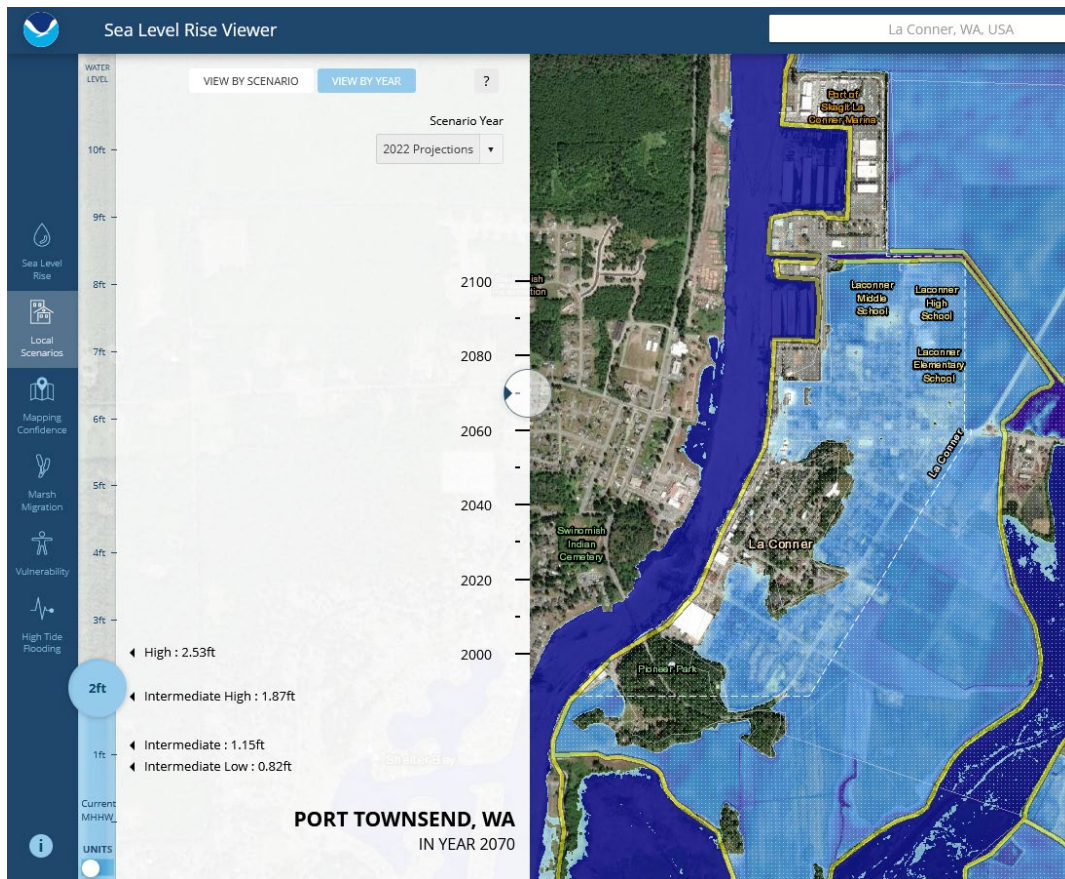 Sea Level Rise Viewer
La Conner, WA, USA
WATER
LEVEL
VIEW BY SCENARIO
VIEW BY YEAR
?
Scenario Year
2022 Projections
10ft
9ft
8ft
7ft
6ft
5ft
4ft
3ft
2ft
1ft
Current
MHHW
UNITS
Sea Level
Rise
Local
Scenarios
Mapping
Confidence
Marsh
Migration
Vulnerability
High Tide
Flooding
i
2100
2080
2060
2040
2020
2000
High : 2.53ft
Intermediate High : 1.87ft
Intermediate : 1.15ft
Intermediate Low : 0.82ft
Shelter Bay
PORT TOWNSEND, WA
IN YEAR 2070
Port of
Skagit La
Conner Marina
Laconner
Middle
School
Laconner
High
School
Laconner
Elementary
School
La Conner
La Conner
Swinomish
Indian
Cemetery
Pioneer Park